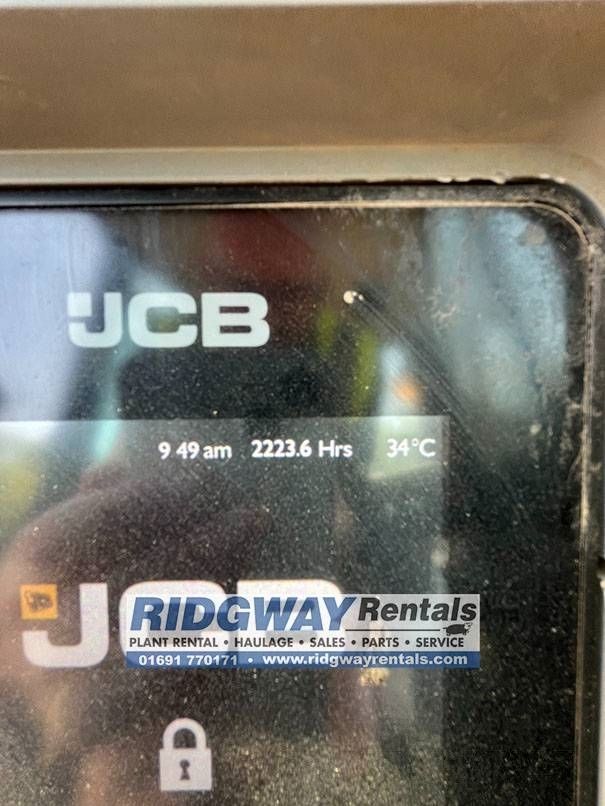 JCB
9 49 am 2223.6 Hrs 34°C
JCB
RIDGWAY Rentals
PLANT RENTAL • HAULAGE • SALES • PARTS • SERVICE
01691 770171 • www.ridgwayrentals.com